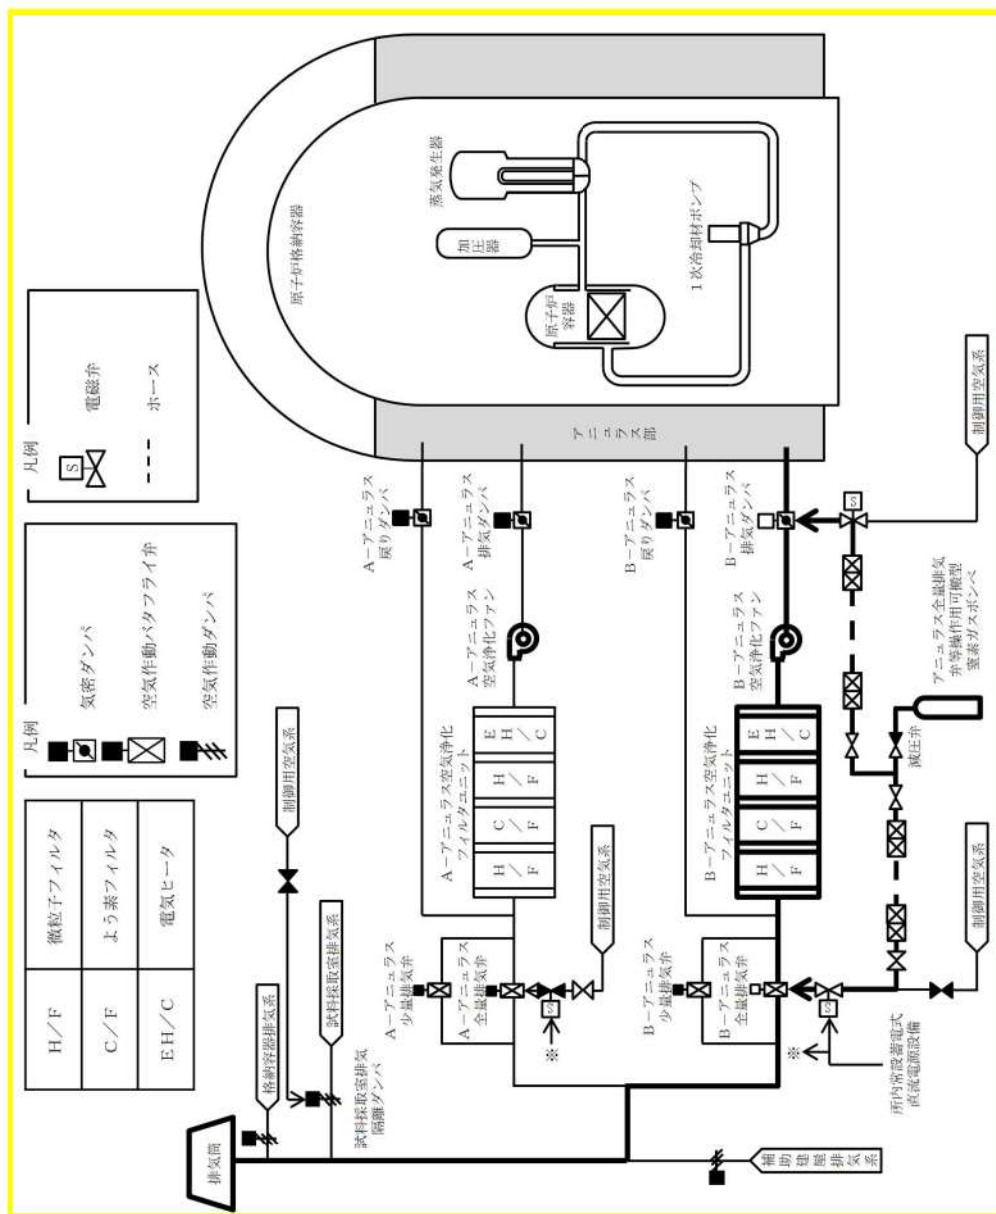 H/F
微粒子フィルタ
C/F
よう素フィルタ
EH/C
電気ヒータ
凡例
気密ダンパ
空気作動バタフライ弁
空気作動ダンパ
凡例
S
電磁弁
ホース
排気筒
格納容器排気系
試料採取室排気系
制御用空気系
試料採取室排気
隔離ダンパ
補助建屋排気系
原子炉格納容器
蒸気発生器
加圧器
原子炉
容器
1次冷却材ポンプ
アニュラス部
A-アニュラス
戻りダンパ
A-アニュラス
排気ダンパ
A-アニュラス
空気浄化ファン
A-アニュラス空気浄化
フィルタユニット
H/F
C/F
H/F
EH/C
A-アニュラス
少量排気弁
A-アニュラス
全量排気弁
S
※
制御用空気系
B-アニュラス
戻りダンパ
B-アニュラス
排気ダンパ
B-アニュラス
空気浄化ファン
B-アニュラス空気浄化
フィルタユニット
H/F
C/F
H/F
EH/C
B-アニュラス
少量排気弁
B-アニュラス
全量排気弁
S
※
所内常設蓄電式
直流電源設備
制御用空気系
減圧弁
アニュラス全量排気
弁等操作用可搬型
窒素ガスボンベ
S
制御用空気系